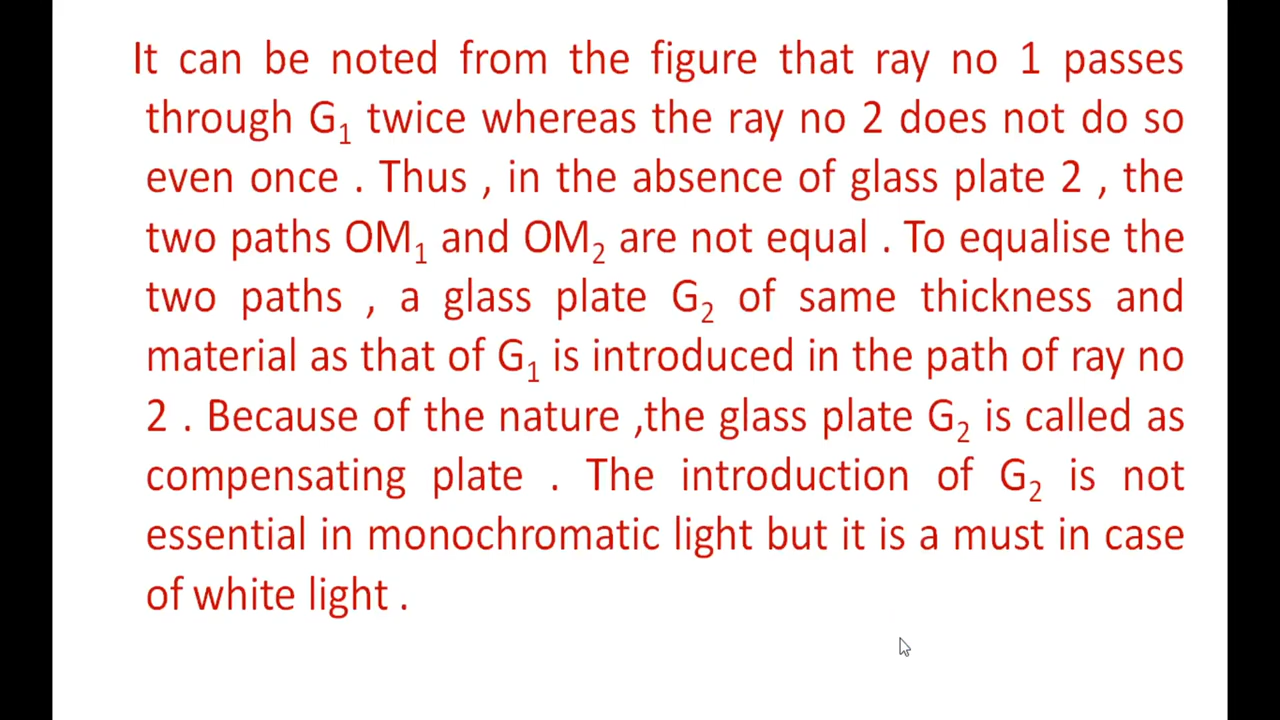 It can be noted from the figure that ray no 1 passes
through G₁ twice whereas the ray no 2 does not do so
even once . Thus , in the absence of glass plate 2 , the
two paths OM₁ and OM₂ are not equal . To equalise the
two paths , a glass plate G₂ of same thickness and
material as that of G₁ is introduced in the path of ray no
2 . Because of the nature ,the glass plate G₂ is called as
compensating plate . The introduction of G₂ is not
essential in monochromatic light but it is a must in case
of white light .